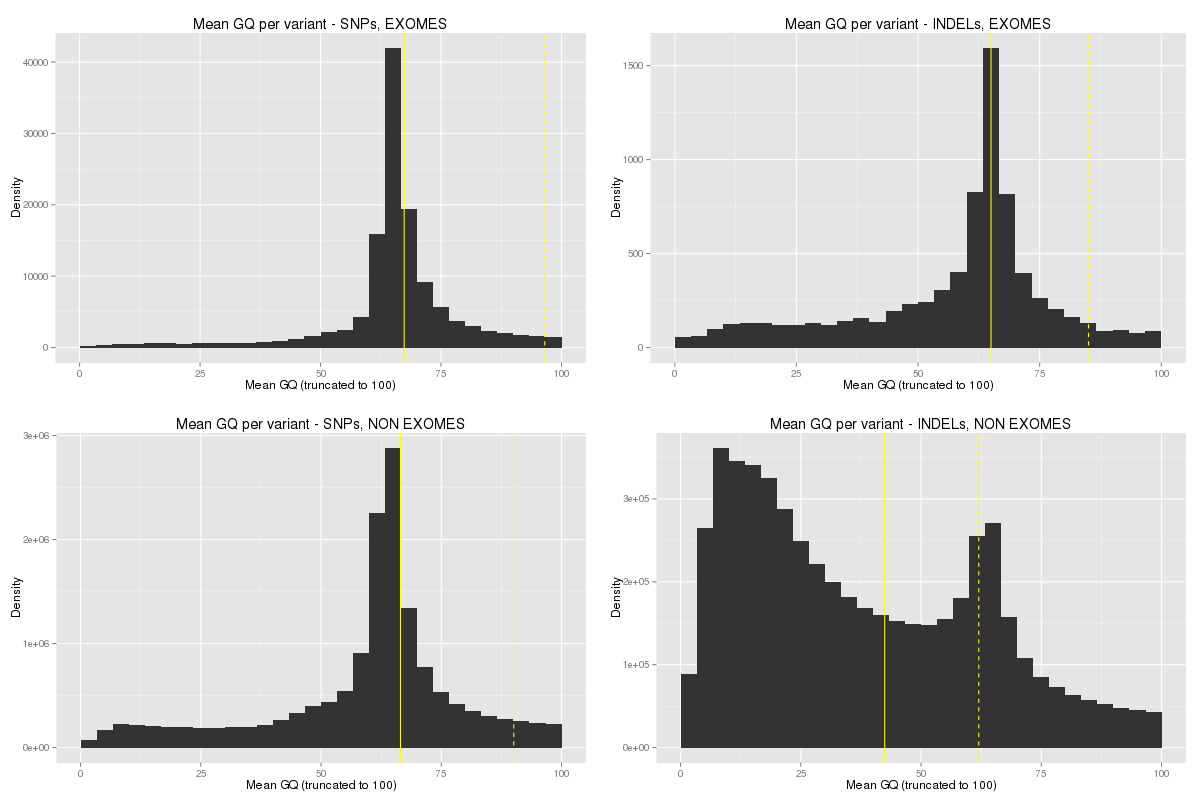 Mean GQ per variant - SNPs, EXOMES
Density
40000
30000
20000
10000
0
0 25 50 75 100
Mean GQ (truncated to 100)
Mean GQ per variant - INDELs, EXOMES
Density
1500
1000
500
0
0 25 50 75 100
Mean GQ (truncated to 100)
Mean GQ per variant - SNPs, NON EXOMES
Density
3e+06
2e+06
1e+06
0e+00
0 25 50 75 100
Mean GQ (truncated to 100)
Mean GQ per variant - INDELs, NON EXOMES
Density
3e+05
2e+05
1e+05
0e+00
0 25 50 75 100
Mean GQ (truncated to 100)